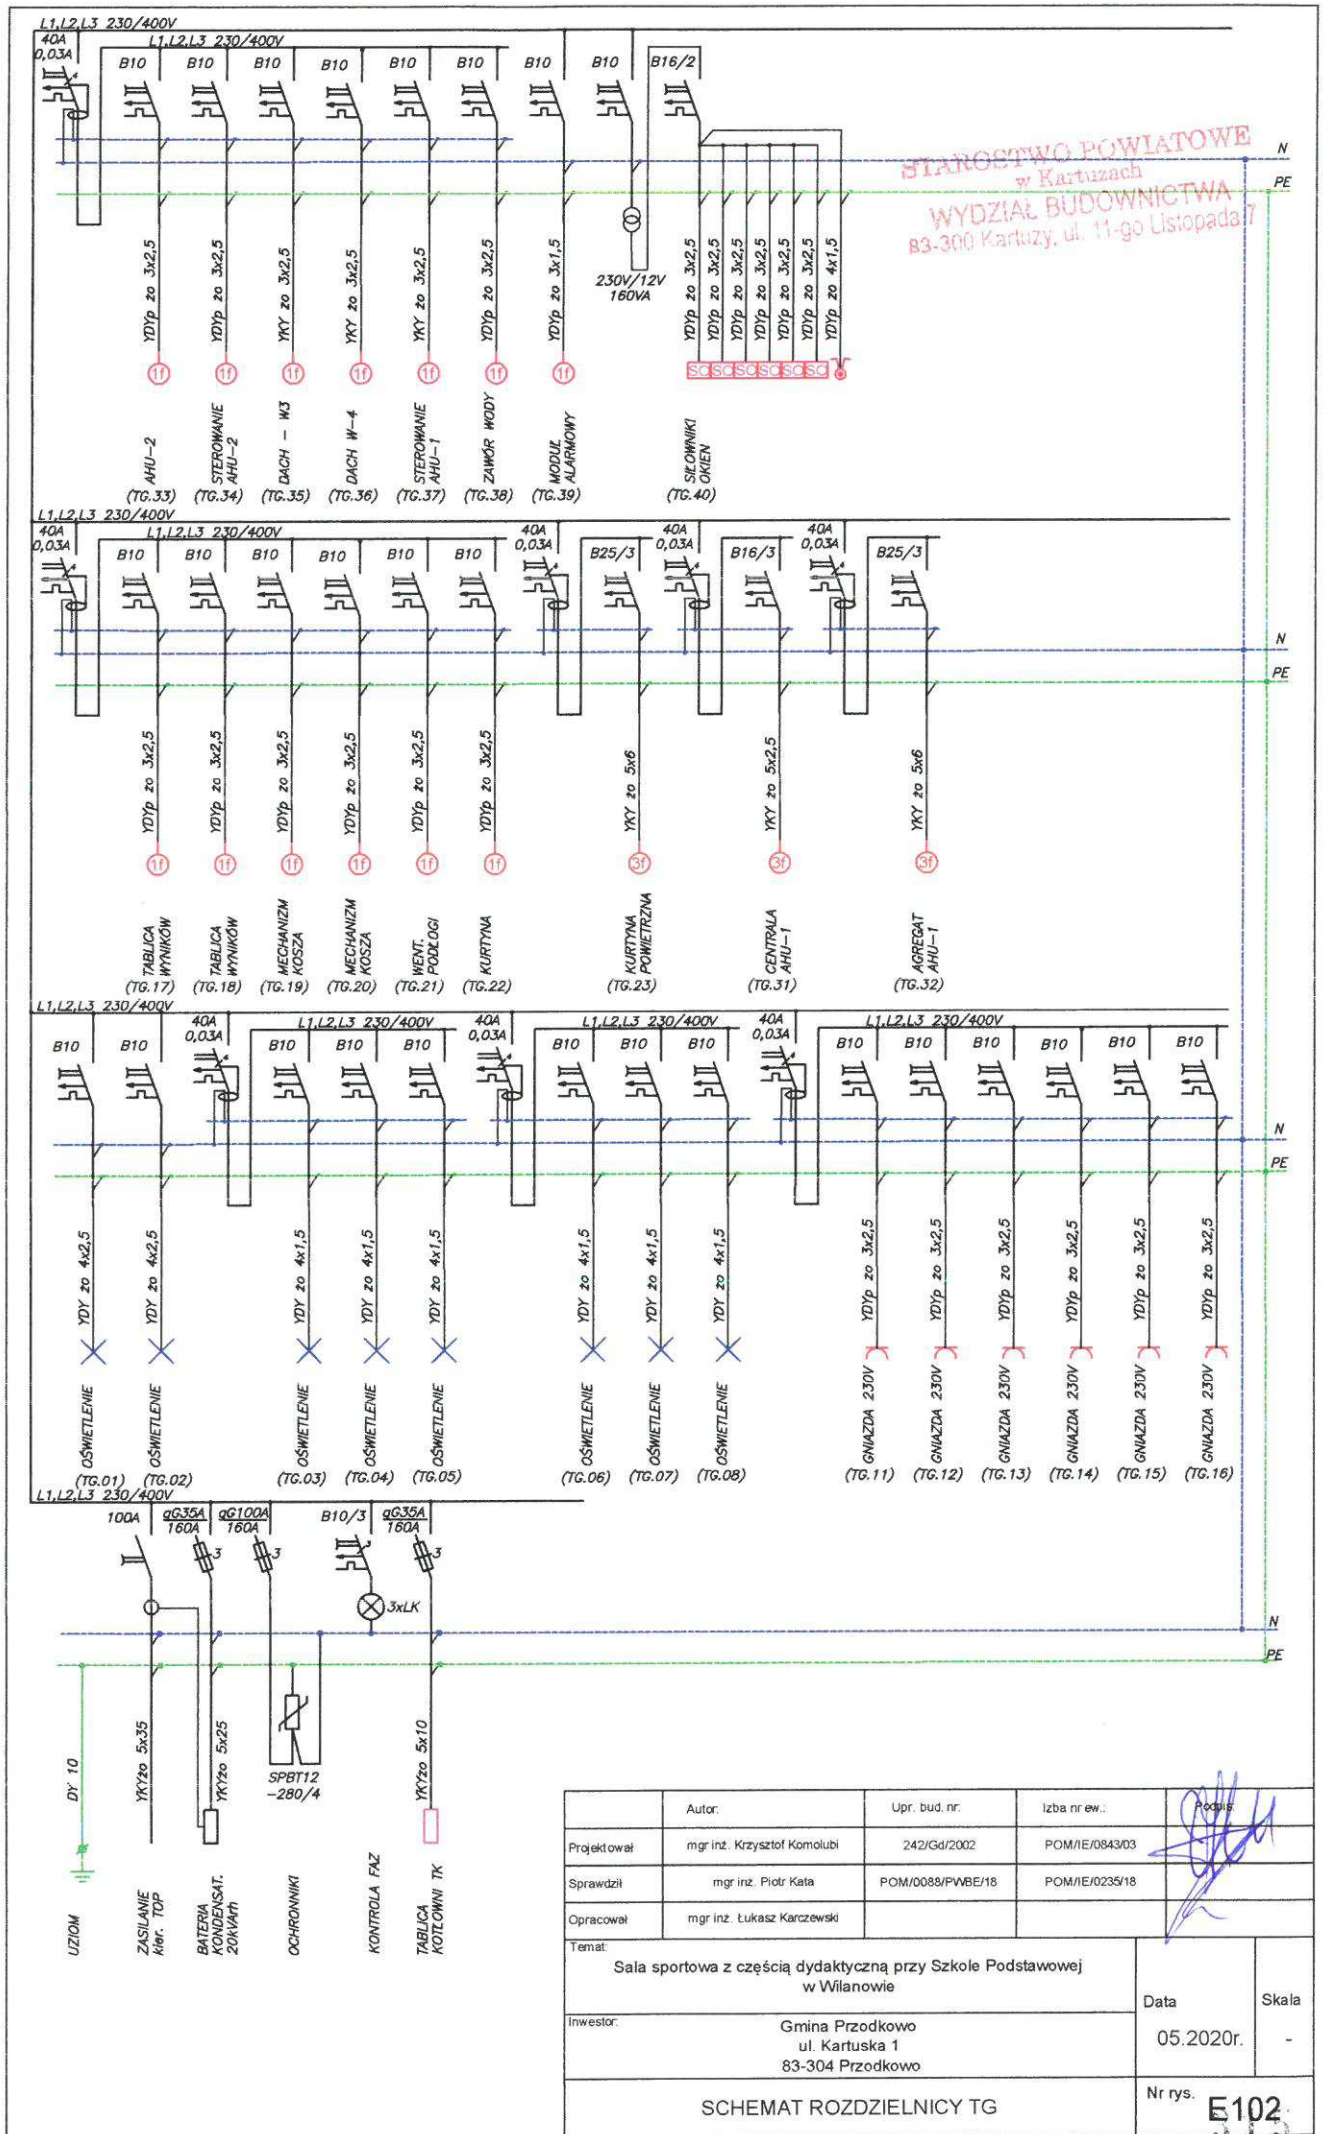 L1,L2,L3 230/400V
40A
0,03A
L1,L2,L3 230/400V
B10 B10 B10 B10 B10 B10 B10 B10 B16/2
4
STAROSTWO POWIATOWE
w Kartuzach
WYDZIAŁ BUDOWNICTWA
83-300 Kartuzy, ul. 11-go Listopada 7
N
PE
YDYp żo 3x2,5
YDYp żo 3x2,5
YKY żo 3x2,5
YKY żo 3x2,5
YKY żo 3x2,5
YDYp żo 3x2,5
YDYp żo 3x1,5
230V/12V
160VA
YDYp żo 3x2,5
YDYp żo 3x2,5
YDYp żo 3x2,5
YDYp żo 3x2,5
YDYp żo 3x2,5
YDYp żo 3x2,5
YDYp żo 4x1,5
1f 1f 1f 1f 1f 1f 1f
AHU-2
STEROWANIE
AHU-2
DACH - W3
DACH W-4
STEROWANIE
AHU-1
ZAWÓR WODY
MODUŁ
ALARMOWY
SIŁOWNIKI
OKIEN
(TG.33) (TG.34) (TG.35) (TG.36) (TG.37) (TG.38) (TG.39) (TG.40)
L1,L2,L3 230/400V
40A
0,03A
L1,L2,L3 230/400V
40A
0,03A
40A
0,03A
40A
0,03A
B10 B10 B10 B10 B10 B10 B25/3 B16/3 B25/3
4 4 4 4
N
PE
YDYp żo 3x2,5
YDYp żo 3x2,5
YDYp żo 3x2,5
YDYp żo 3x2,5
YDYp żo 3x2,5
YDYp żo 3x2,5
YKY żo 5x6
YKY żo 5x2,5
YKY żo 5x6
1f 1f 1f 1f 1f 1f 3f 3f 3f
TABLICA
WYNIKÓW
TABLICA
WYNIKÓW
MECHANIZM
KOSZA
MECHANIZM
KOSZA
WENT.
PODŁOGI
KURTYNA
KURTYNA
POWIETRZNA
CENTRALA
AHU-1
AGREGAT
AHU-1
(TG.17) (TG.18) (TG.19) (TG.20) (TG.21) (TG.22) (TG.23) (TG.31) (TG.32)
L1,L2,L3 230/400V
40A
0,03A
L1,L2,L3 230/400V
40A
0,03A
L1,L2,L3 230/400V
40A
0,03A
L1,L2,L3 230/400V
B10 B10 B10 B10 B10 B10 B10 B10 B10 B10 B10 B10 B10 B10
4 4 4
N
PE
YDY żo 4x2,5
YDY żo 4x2,5
YDY żo 4x1,5
YDY żo 4x1,5
YDY żo 4x1,5
YDY żo 4x1,5
YDY żo 4x1,5
YDY żo 4x1,5
YDYp żo 3x2,5
YDYp żo 3x2,5
YDYp żo 3x2,5
YDYp żo 3x2,5
YDYp żo 3x2,5
YDYp żo 3x2,5
OŚWIETLENIE
OŚWIETLENIE
OŚWIETLENIE
OŚWIETLENIE
OŚWIETLENIE
OŚWIETLENIE
OŚWIETLENIE
OŚWIETLENIE
GNIAZDA 230V
GNIAZDA 230V
GNIAZDA 230V
GNIAZDA 230V
GNIAZDA 230V
GNIAZDA 230V
(TG.01) (TG.02) (TG.03) (TG.04) (TG.05) (TG.06) (TG.07) (TG.08) (TG.11) (TG.12) (TG.13) (TG.14) (TG.15) (TG.16)
L1,L2,L3 230/400V
100A
gG35A
160A
gG100A
160A
B10/3
gG35A
160A
3 3 3 3
3xLK
N
PE
DY 10
YKYżo 5x35
YKYżo 5x25
SPBT12
-280/4
YKYżo 5x10
UZIOM
ZASILANIE
kier. TOP
BATERIA
KONDENSAT.
20kVArh
OCHRONNIKI
KONTROLA FAZ
TABLICA
KOTŁOWNI TK
Autor: Upr. bud. nr: Izba nr ew.: Podpis:
Projektował mgr inż. Krzysztof Komolubi 242/Gd/2002 POM/IE/0843/03
Sprawdził mgr inż. Piotr Kata POM/0088/PWBE/18 POM/IE/0235/18
Opracował mgr inż. Łukasz Karczewski
Temat:
Sala sportowa z częścią dydaktyczną przy Szkole Podstawowej
w Wilanowie
Data Skala
05.2020r. -
Inwestor:
Gmina Przodkowo
ul. Kartuska 1
83-304 Przodkowo
SCHEMAT ROZDZIELNICY TG
Nr rys.
E102